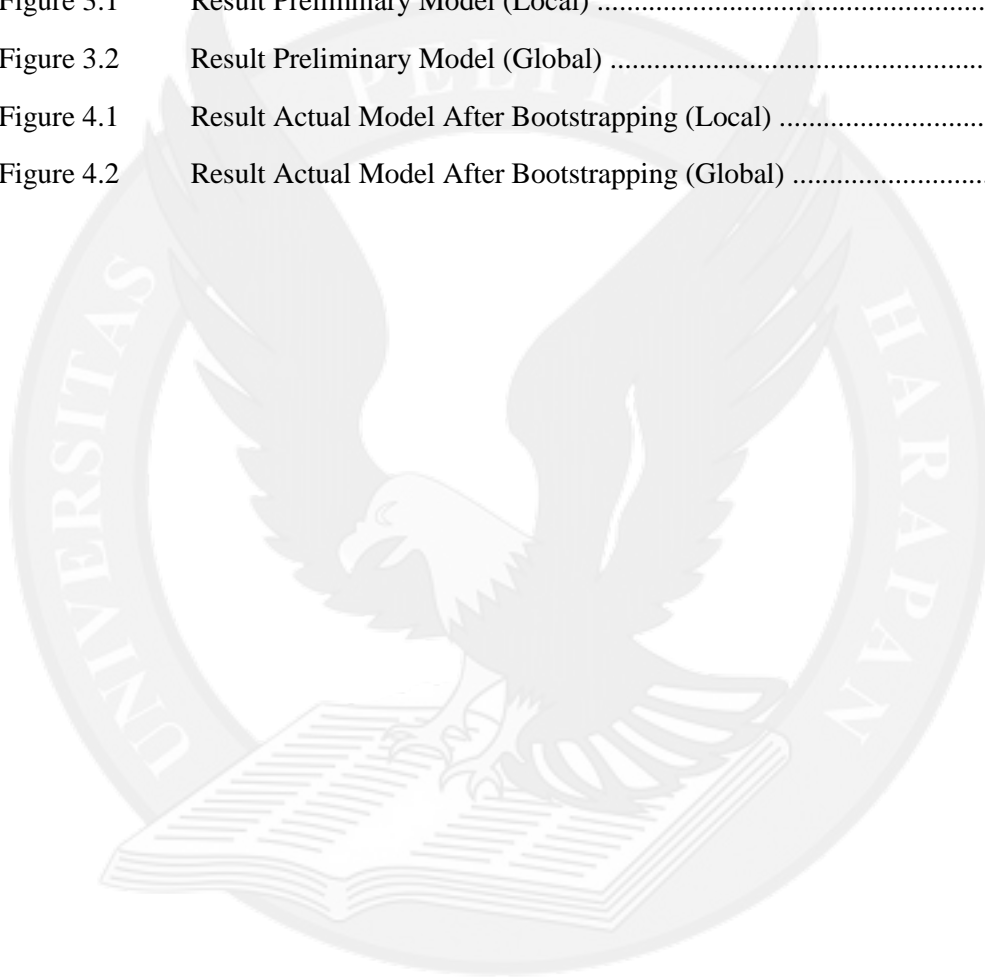 Figure 3.1 Result Preliminary Model (Local) ....................................................
Figure 3.2 Result Preliminary Model (Global) ..................................................
Figure 4.1 Result Actual Model After Bootstrapping (Local) ............................
Figure 4.2 Result Actual Model After Bootstrapping (Global) ..........................
UNIVERSITAS PELITA HARAPAN